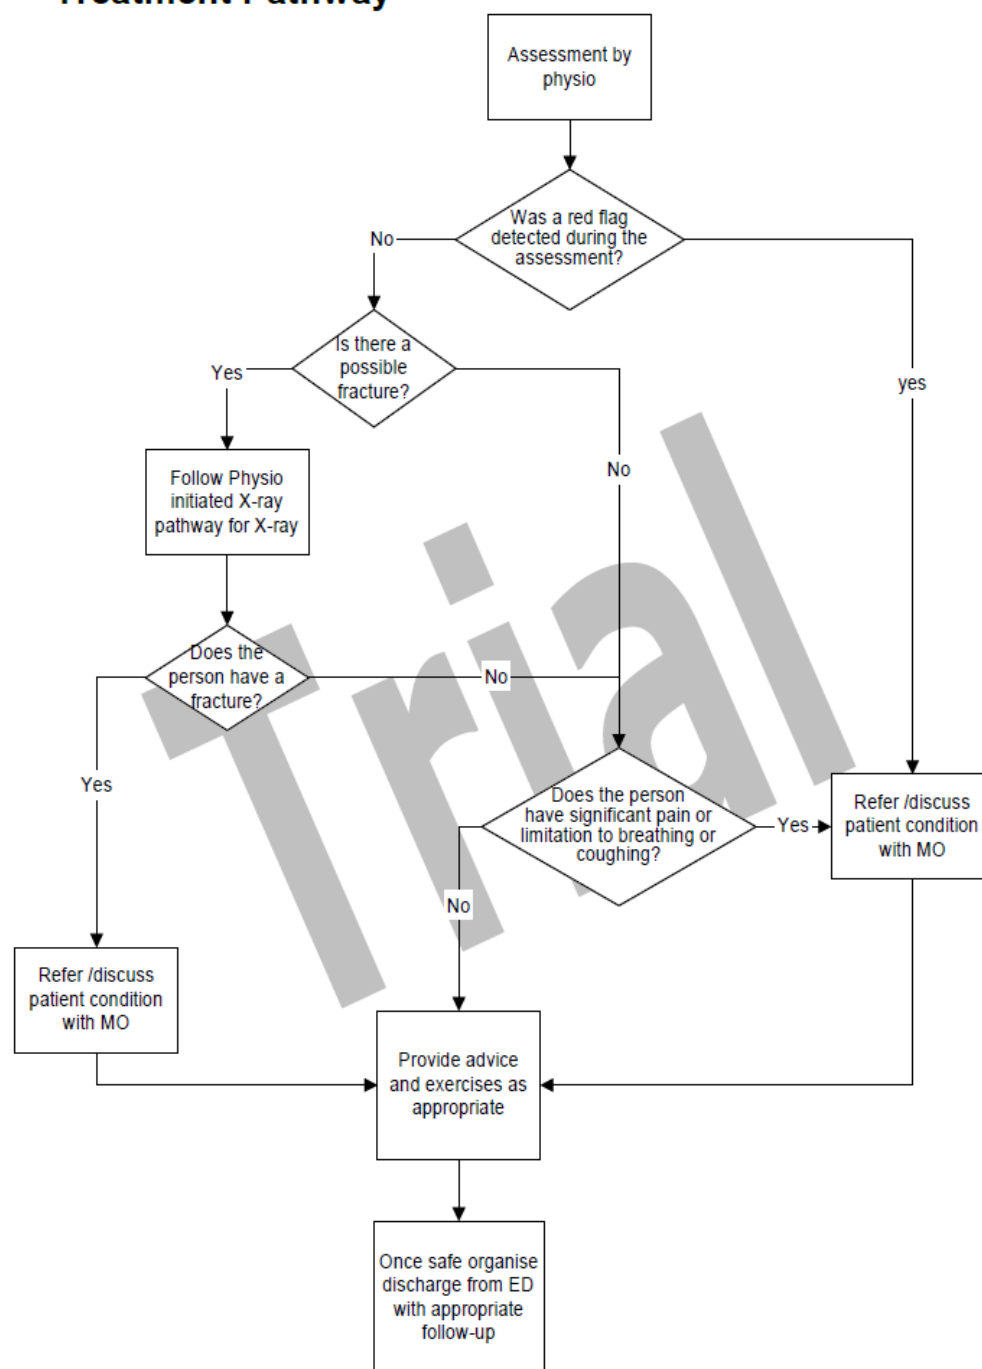 Treatment Pathway
Assessment by
physio
Was a red flag
detected during the
assessment?
No
yes
Is there a
possible
fracture?
Yes
No
Follow Physio
initiated X-ray
pathway for X-ray
Does the
person have a
fracture?
No
Yes
Does the person
have significant pain or
limitation to breathing or
coughing?
Yes
No
Refer /discuss
patient condition
with MO
Refer /discuss
patient condition
with MO
Provide advice
and exercises as
appropriate
Once safe organise
discharge from ED
with appropriate
follow-up
Trial